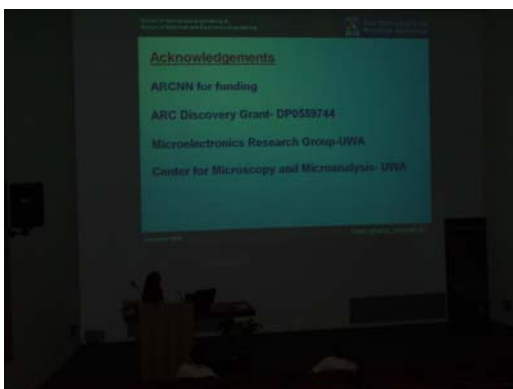 Acknowledgements
ARCNN for funding
ARC Discovery Grant- DP0559744
Microelectronics Research Group-UWA
Center for Microscopy and Microanalysis- UWA